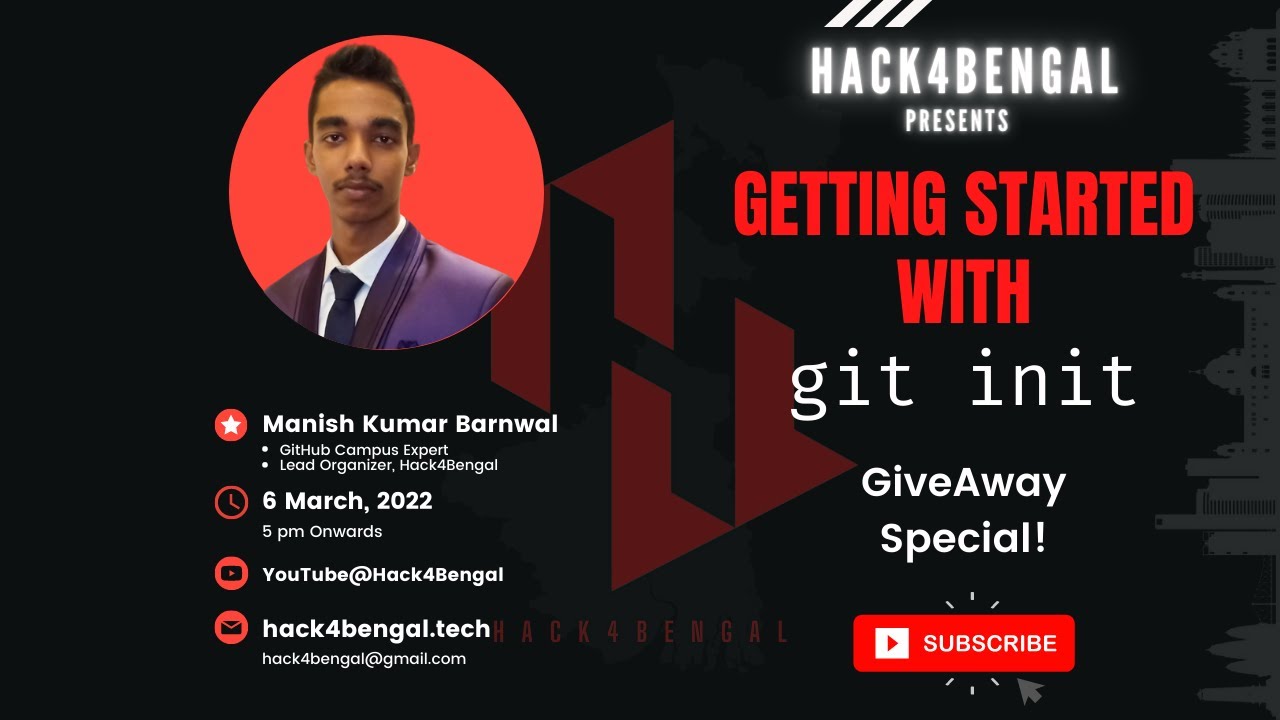 HACK4BENGAL
PRESENTS
GETTING STARTED
WITH
git init
GiveAway
Special!
SUBSCRIBE
Manish Kumar Barnwal
• GitHub Campus Expert
• Lead Organizer, Hack4Bengal
6 March, 2022
5 pm Onwards
YouTube@Hack4Bengal
hack4bengal.tech
hack4bengal@gmail.com
HACK4BENGAL